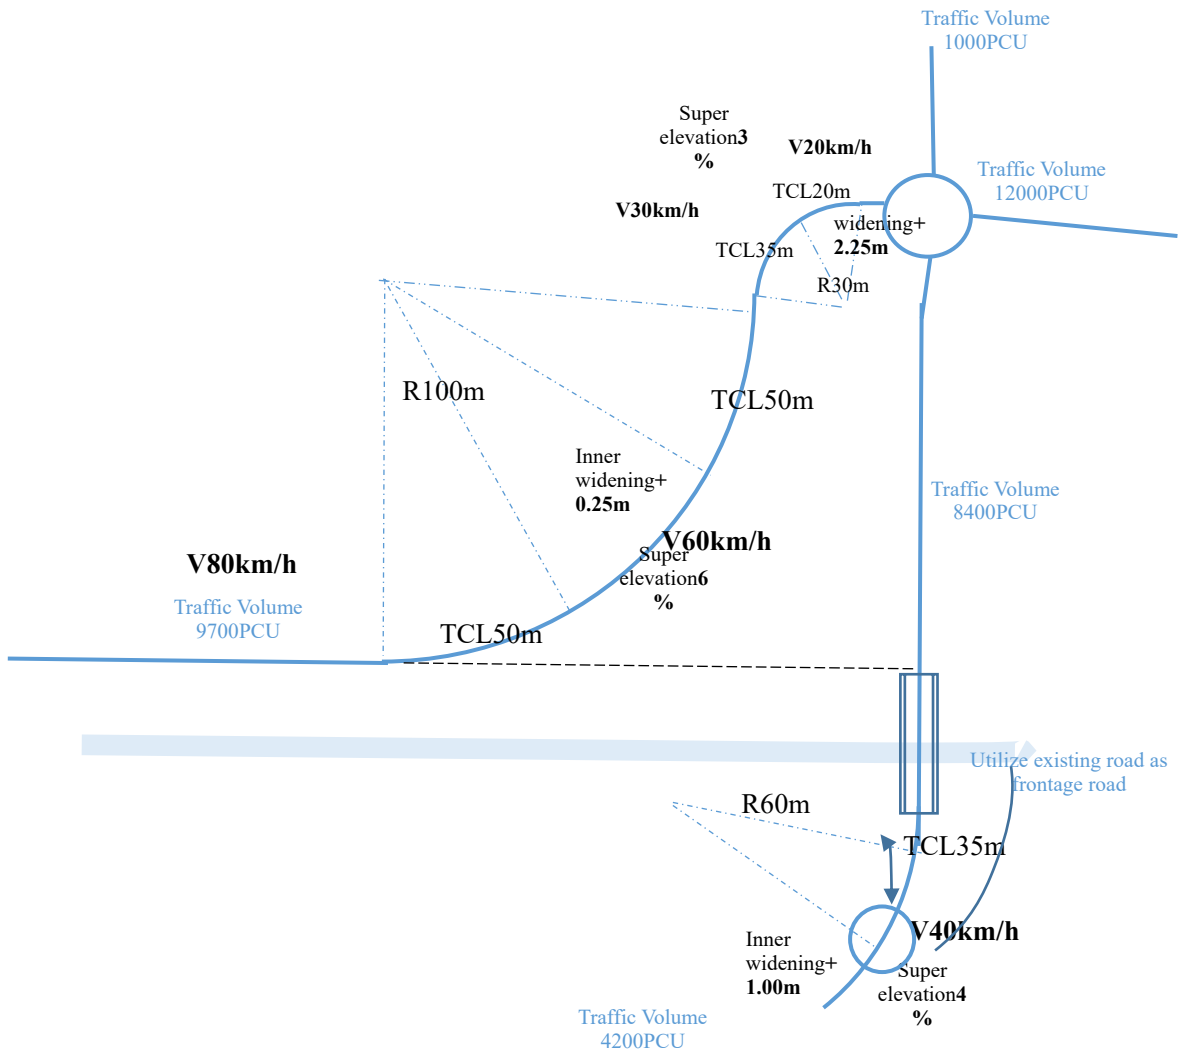 Traffic Volume
1000PCU
Super
elevation3
%
V20km/h
Traffic Volume
12000PCU
TCL20m
V30km/h
widening+
2.25m
TCL35m
R30m
R100m
TCL50m
Inner
widening+
0.25m
Traffic Volume
8400PCU
V60km/h
Super
elevation6
%
V80km/h
Traffic Volume
9700PCU
TCL50m
Utilize existing road as
frontage road
R60m
TCL35m
V40km/h
Inner
widening+
1.00m
Super
elevation4
%
Traffic Volume
4200PCU